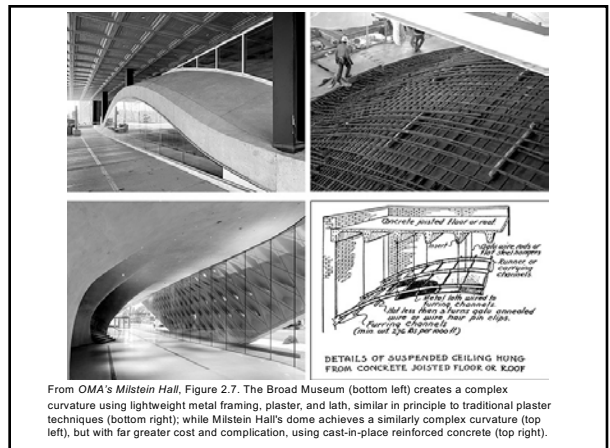 Concrete joisted floor or roof
Insert
Galv. wire rods or
flat steel hangers
Runner or
carrying
channels
Metal lath wired to
furring channels
Not less than 3 turns galv. annealed
wire or wire hair pin clips.
Furring channels
DETAILS OF SUSPENDED CEILING HUNG
FROM CONCRETE JOISTED FLOOR OR ROOF
From OMA's Milstein Hall, Figure 2.7. The Broad Museum (bottom left) creates a complex
curvature using lightweight metal framing, plaster, and lath, similar in principle to traditional plaster
techniques (bottom right); while Milstein Hall's dome achieves a similarly complex curvature (top
left), but with far greater cost and complication, using cast-in-place reinforced concrete (top right).